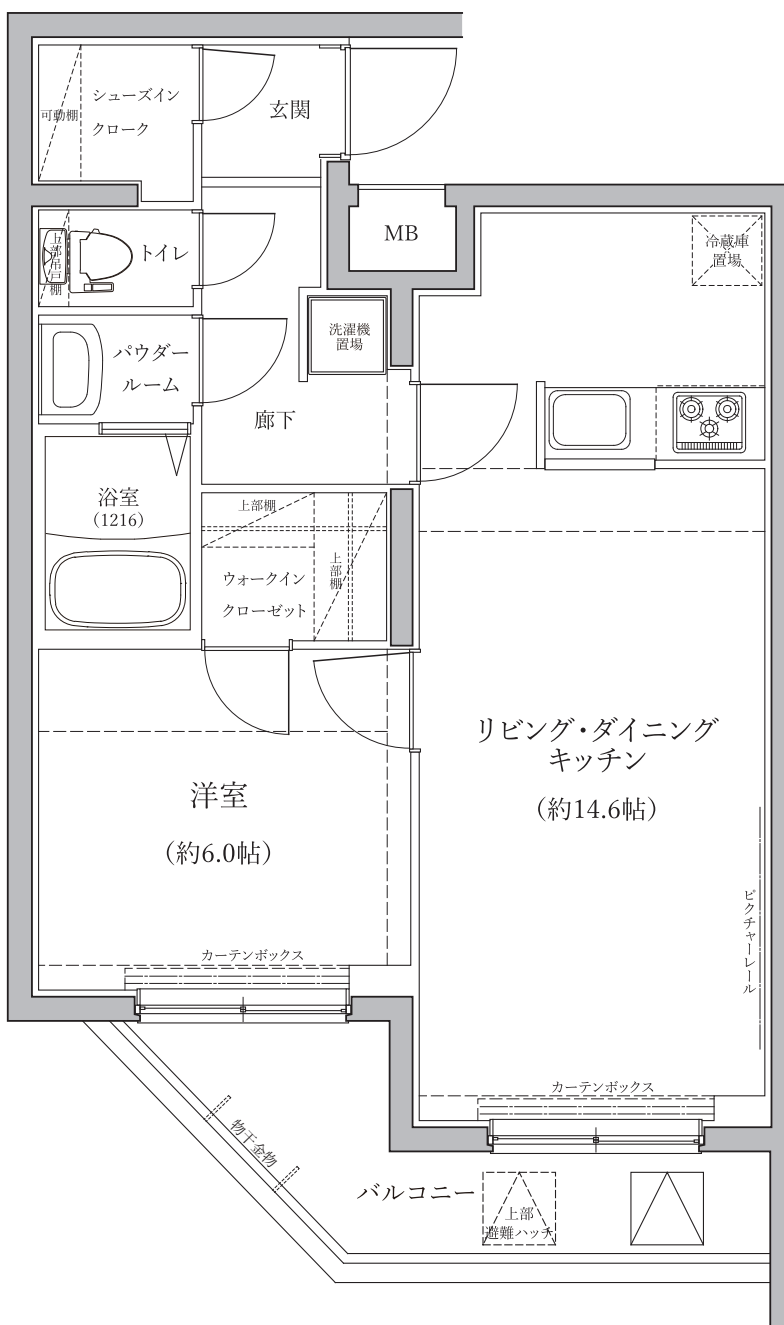 シューズイン
クローク
可動棚
玄関
MB
冷蔵庫
置場
トイレ
上部吊戸棚
洗濯機
置場
パウダー
ルーム
廊下
浴室
（1216）
上部棚
上部棚
ウォークイン
クローゼット
リビング・ダイニング
キッチン
（約14.6帖）
洋室
（約6.0帖）
ピクチャーレール
カーテンボックス
カーテンボックス
物干金物
バルコニー
上部
避難ハッチ